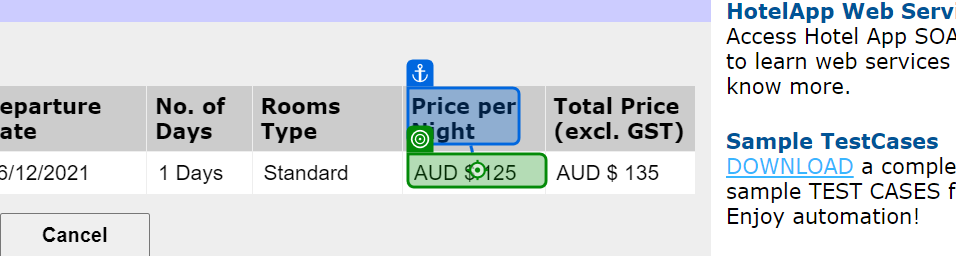 HotelApp Web Servi
Access Hotel App SOA
to learn web services
know more.
eparture
ate
No. of
Days
Rooms
Type
Price per
Night
Total Price
(excl. GST)
6/12/2021
1 Days
Standard
AUD $ 125
AUD $ 135
Cancel
Sample TestCases
DOWNLOAD a comple
sample TEST CASES f
Enjoy automation!